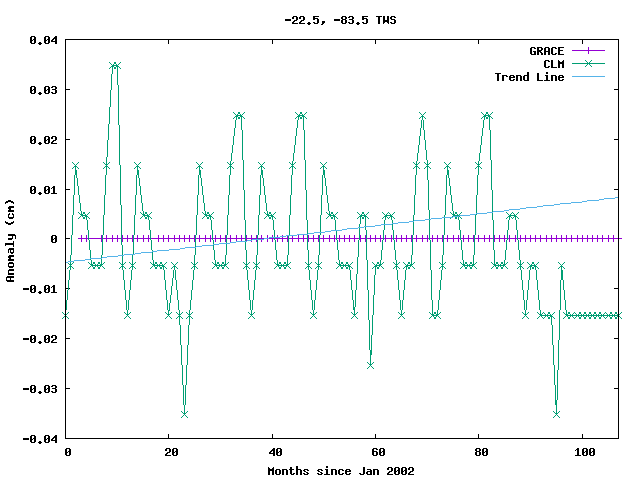 -22.5, -83.5 TWS
GRACE
CLM
Trend Line
0.04
0.03
0.02
0.01
0
-0.01
-0.02
-0.03
-0.04
Anomaly (cm)
0 20 40 60 80 100
Months since Jan 2002